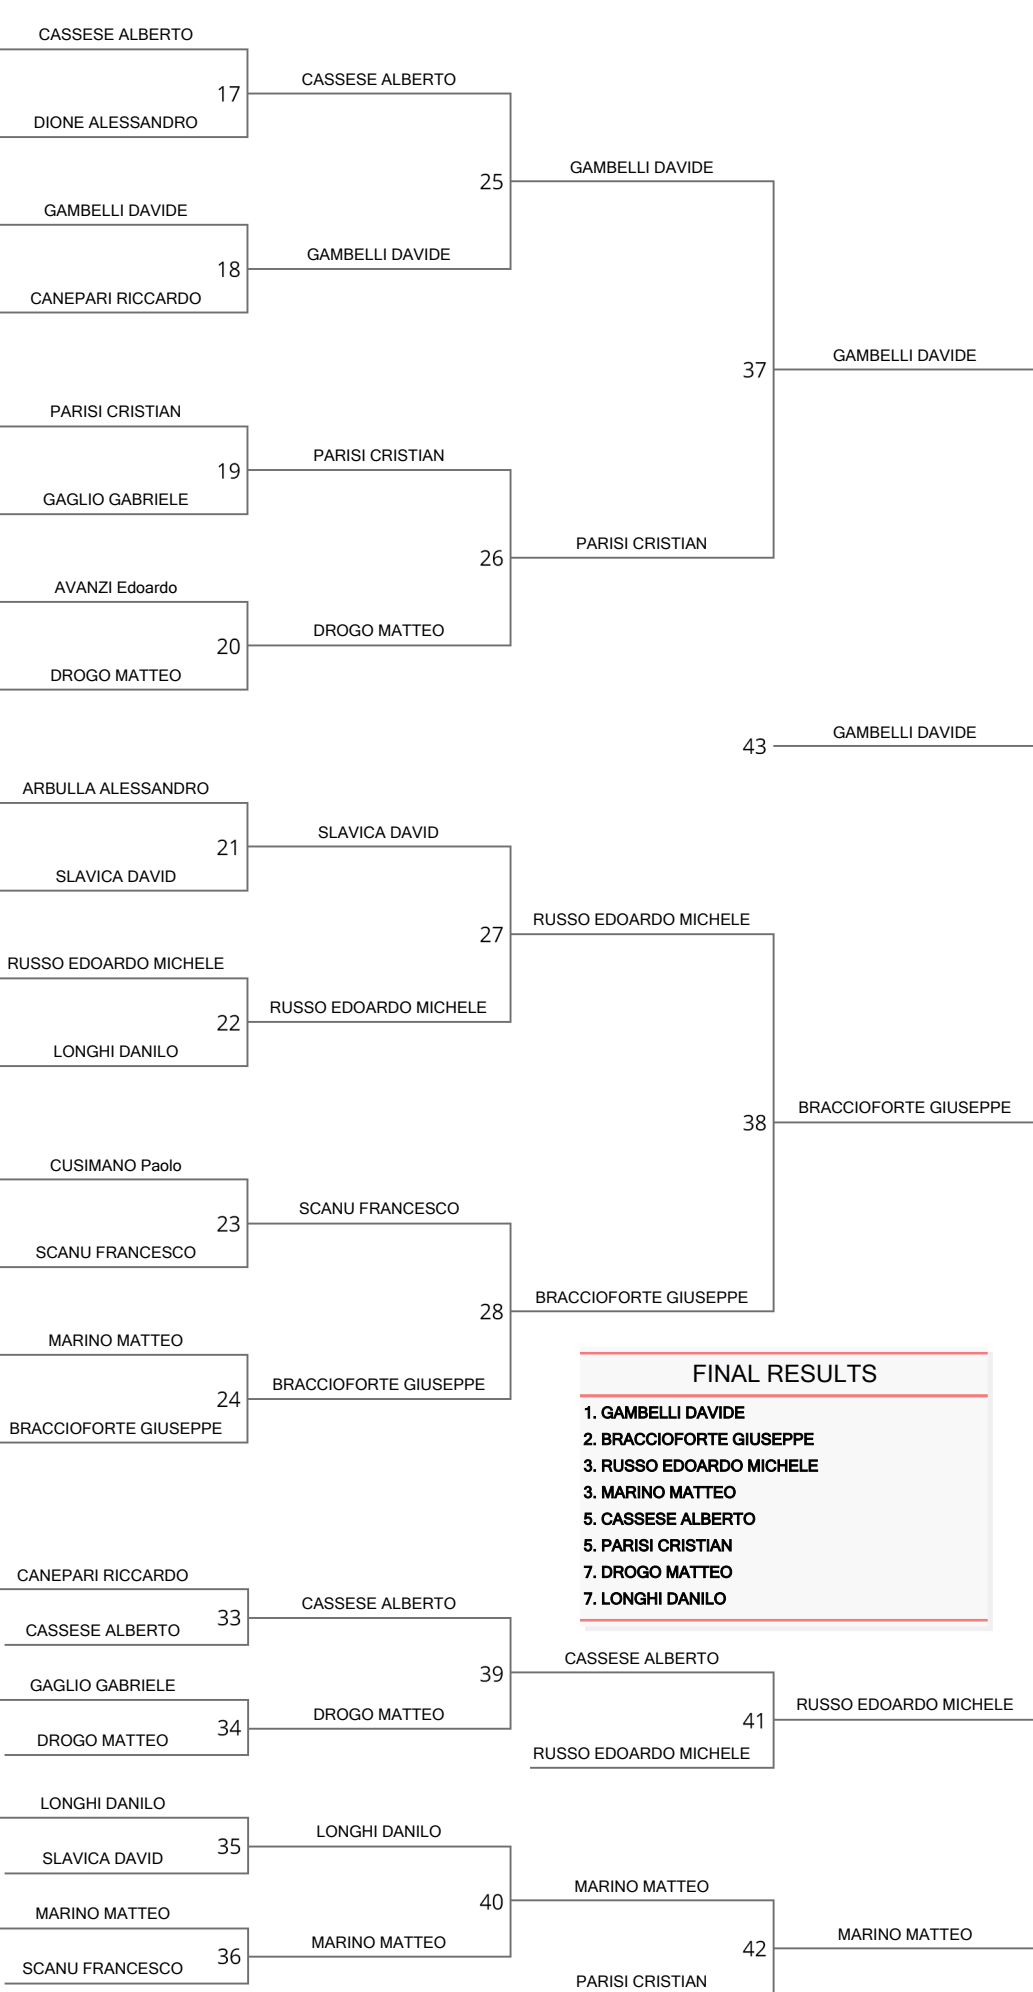 CASSESE ALBERTO
CASSESE ALBERTO
17
DIONE ALESSANDRO
GAMBELLI DAVIDE
25
GAMBELLI DAVIDE
GAMBELLI DAVIDE
18
CANEPARI RICCARDO
GAMBELLI DAVIDE
37
PARISI CRISTIAN
PARISI CRISTIAN
19
GAGLIO GABRIELE
PARISI CRISTIAN
26
AVANZI Edoardo
DROGO MATTEO
20
DROGO MATTEO
GAMBELLI DAVIDE
43
ARBULLA ALESSANDRO
SLAVICA DAVID
21
SLAVICA DAVID
RUSSO EDOARDO MICHELE
27
RUSSO EDOARDO MICHELE
RUSSO EDOARDO MICHELE
22
LONGHI DANILO
BRACCIOFORTE GIUSEPPE
38
CUSIMANO Paolo
SCANU FRANCESCO
23
SCANU FRANCESCO
BRACCIOFORTE GIUSEPPE
28
MARINO MATTEO
BRACCIOFORTE GIUSEPPE
24
BRACCIOFORTE GIUSEPPE
FINAL RESULTS
1. GAMBELLI DAVIDE
2. BRACCIOFORTE GIUSEPPE
3. RUSSO EDOARDO MICHELE
3. MARINO MATTEO
5. CASSESE ALBERTO
5. PARISI CRISTIAN
7. DROGO MATTEO
7. LONGHI DANILO
CANEPARI RICCARDO
CASSESE ALBERTO
33
CASSESE ALBERTO
CASSESE ALBERTO
39
GAGLIO GABRIELE
DROGO MATTEO
34
DROGO MATTEO
RUSSO EDOARDO MICHELE
41
RUSSO EDOARDO MICHELE
LONGHI DANILO
LONGHI DANILO
35
SLAVICA DAVID
MARINO MATTEO
40
MARINO MATTEO
MARINO MATTEO
36
SCANU FRANCESCO
MARINO MATTEO
42
PARISI CRISTIAN